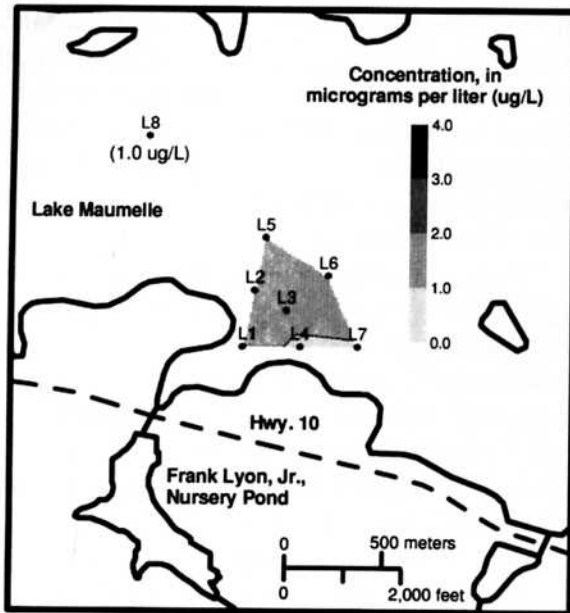 Concentration, in
micrograms per liter (ug/L)
4.0
3.0
2.0
1.0
0.0
L8
(1.0 ug/L)
Lake Maumelle
L5
L6
L2
L3
L1
L4
L7
Hwy. 10
Frank Lyon, Jr.,
Nursery Pond
0 500 meters
0 2,000 feet